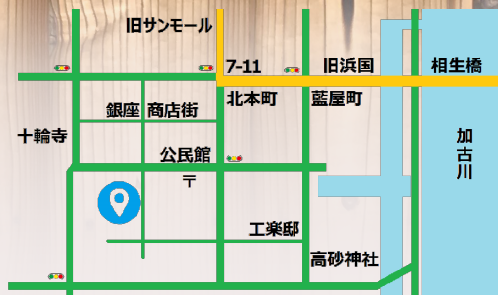 旧サンモール
7-11
旧浜国
相生橋
銀座
商店街
北本町
藍屋町
十輪寺
公民館
〒
加古川
工楽邸
高砂神社